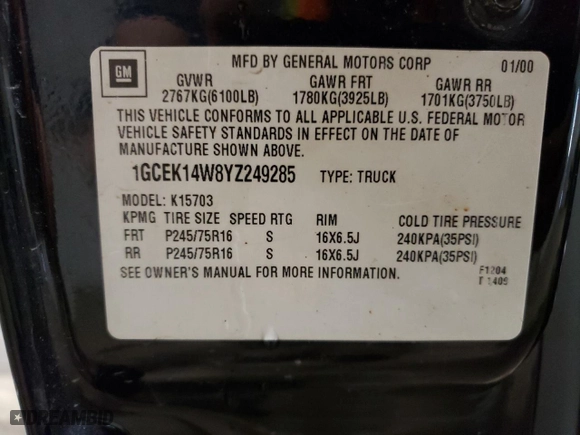 GM
MFD BY GENERAL MOTORS CORP 01/00
GVWR GAWR FRT GAWR RR
2767KG(6100LB) 1780KG(3925LB) 1701KG(3750LB)
THIS VEHICLE CONFORMS TO ALL APPLICABLE U.S. FEDERAL MOTOR
VEHICLE SAFETY STANDARDS IN EFFECT ON THE DATE OF
MANUFACTURE SHOWN ABOVE.
1GCEK14W8YZ249285 TYPE: TRUCK
MODEL: K15703
KPMG TIRE SIZE SPEED RTG RIM COLD TIRE PRESSURE
FRT P245/75R16 S 16X6.5J 240KPA(35PSI)
RR P245/75R16 S 16X6.5J 240KPA(35PSI)
SEE OWNER'S MANUAL FOR MORE INFORMATION. F1204
T 1409
DREAMBID